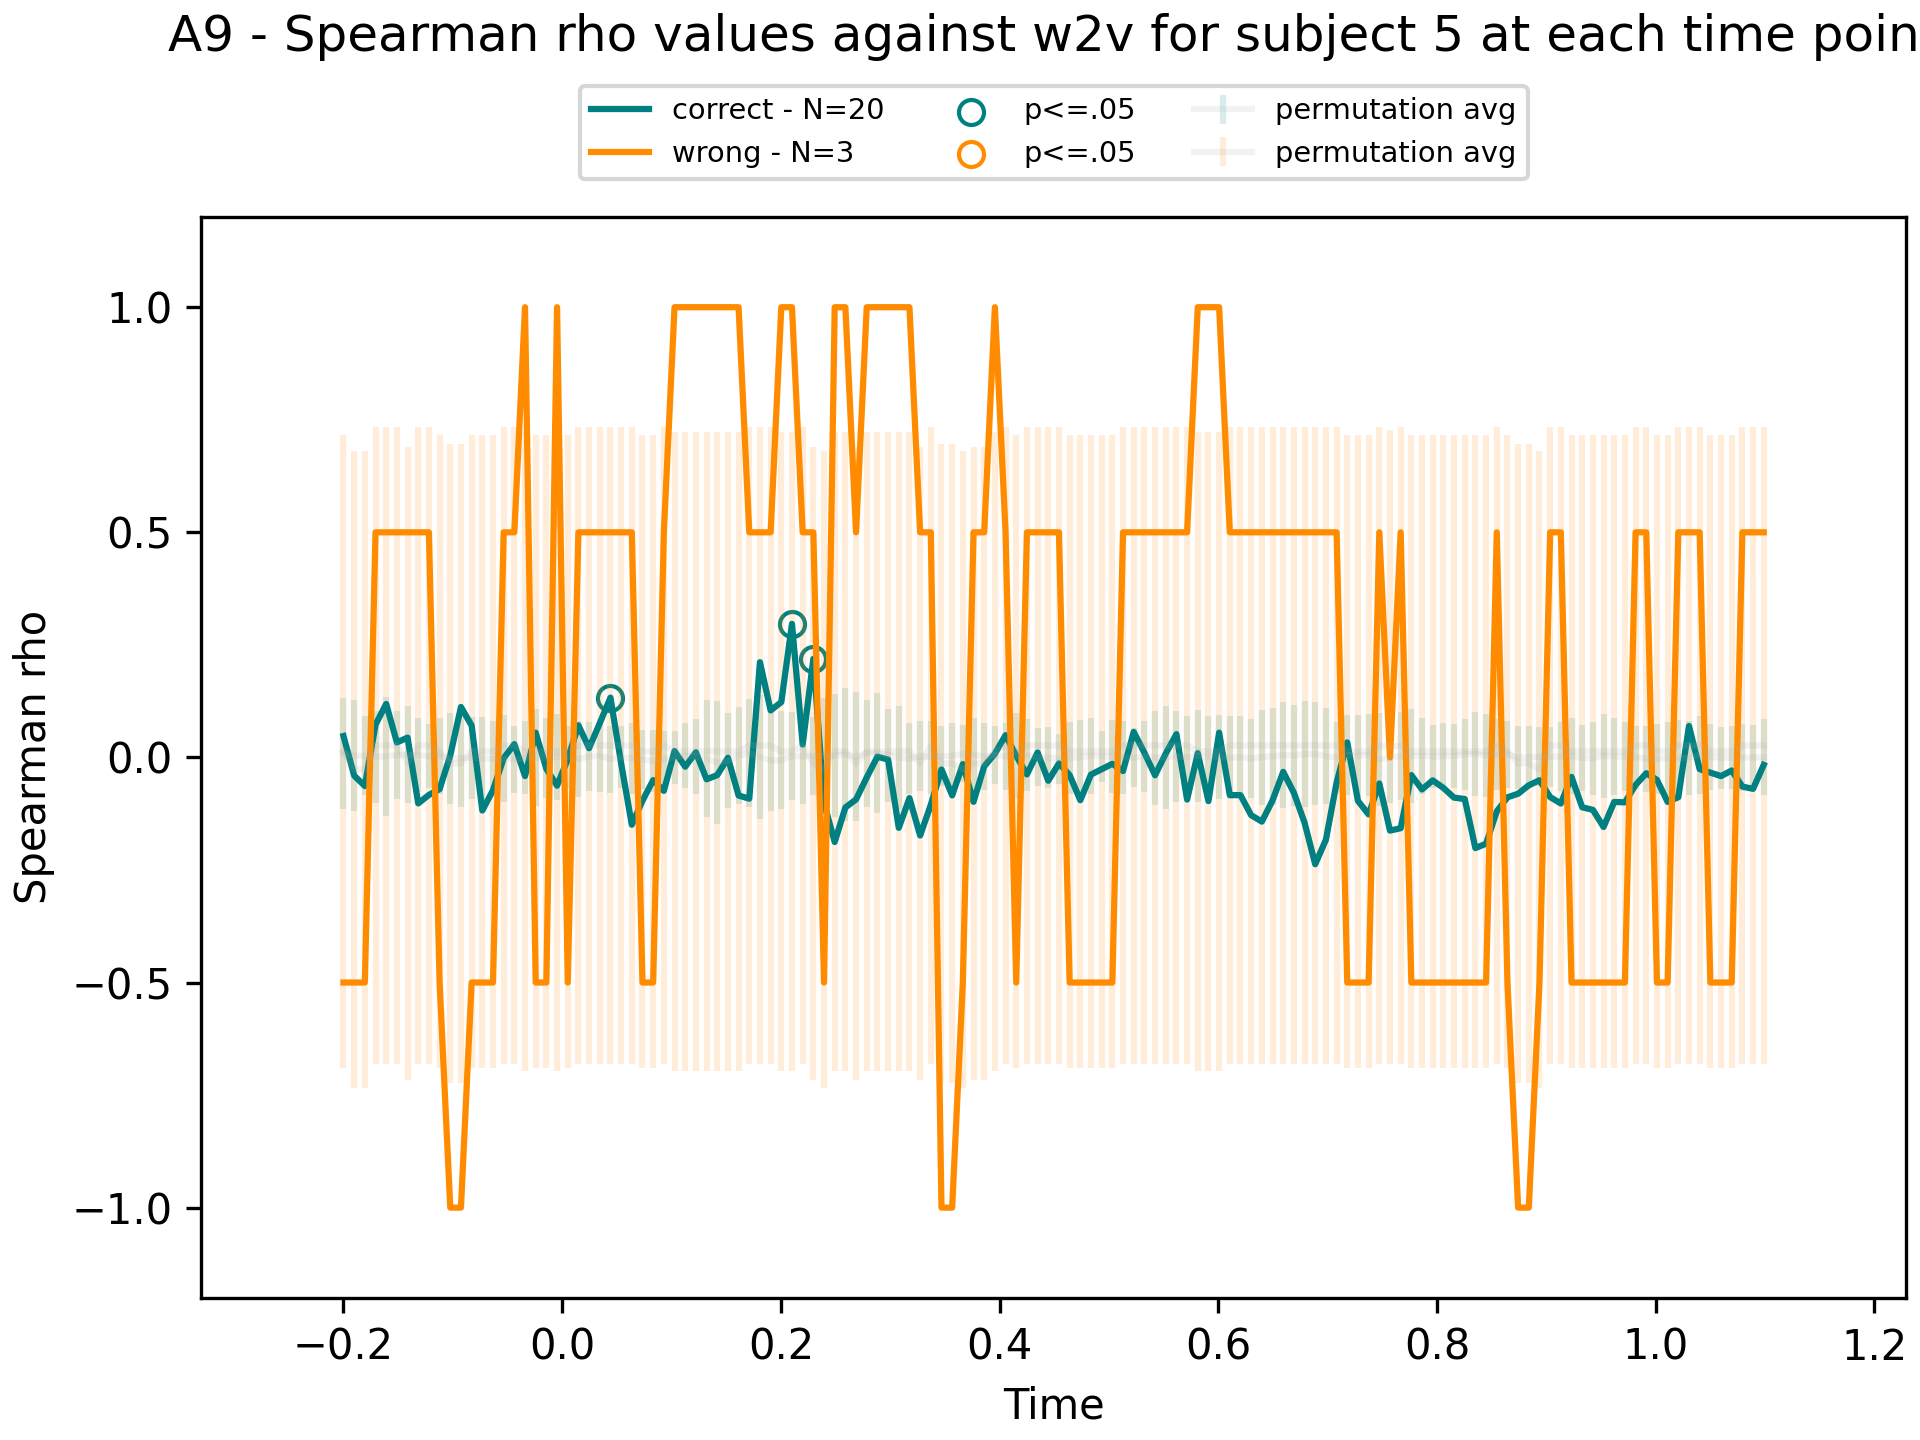 A9 - Spearman rho values against w2v for subject 5 at each time poin
correct - N=20 p<=.05 permutation avg
wrong - N=3 p<=.05 permutation avg
1.0
0.5
0.0
−0.5
−1.0
Spearman rho
−0.2 0.0 0.2 0.4 0.6 0.8 1.0 1.2
Time